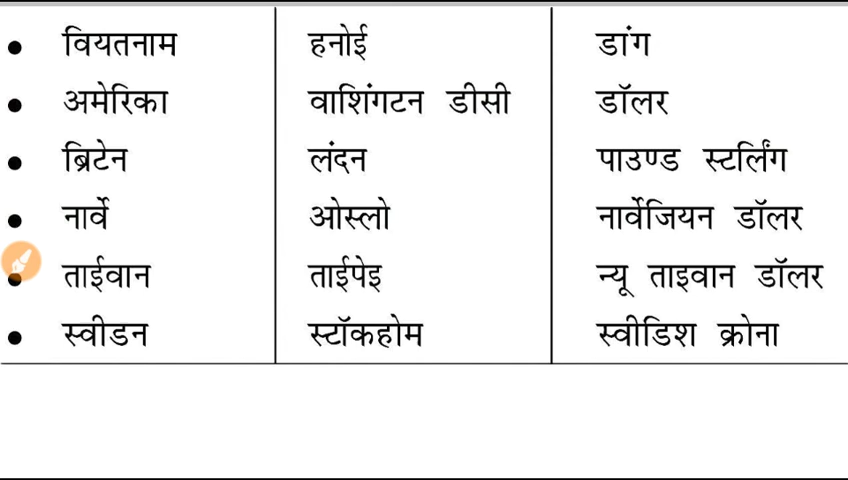 • वियतनाम हनोई डांग
• अमेरिका वाशिंगटन डीसी डॉलर
• ब्रिटेन लंदन पाउण्ड स्टर्लिंग
• नार्वे ओस्लो नार्वेजियन डॉलर
• ताईवान ताईपेइ न्यू ताइवान डॉलर
• स्वीडन स्टॉकहोम स्वीडिश क्रोना